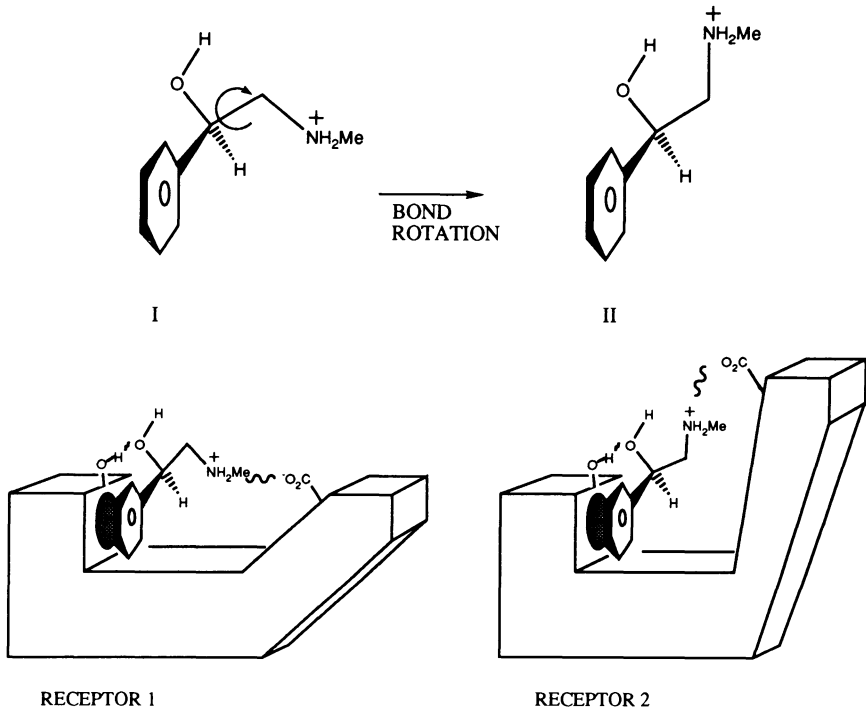 H
O
+
NH2Me
H
O
I
BOND
ROTATION
+
NH2Me
H
O
H
O
II
H
O
H
O
+
NH2Me
-O2C
H
O
RECEPTOR 1
O2C
+
NH2Me
H
O
H
O
H
O
RECEPTOR 2